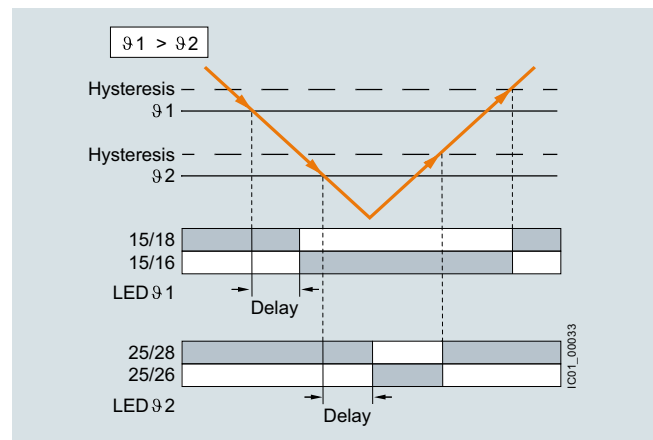 ϑ1 > ϑ2
Hysteresis
ϑ1
Hysteresis
ϑ2
15/18
15/16
LED ϑ1
Delay
25/28
25/26
LED ϑ2
Delay
IC01_00033